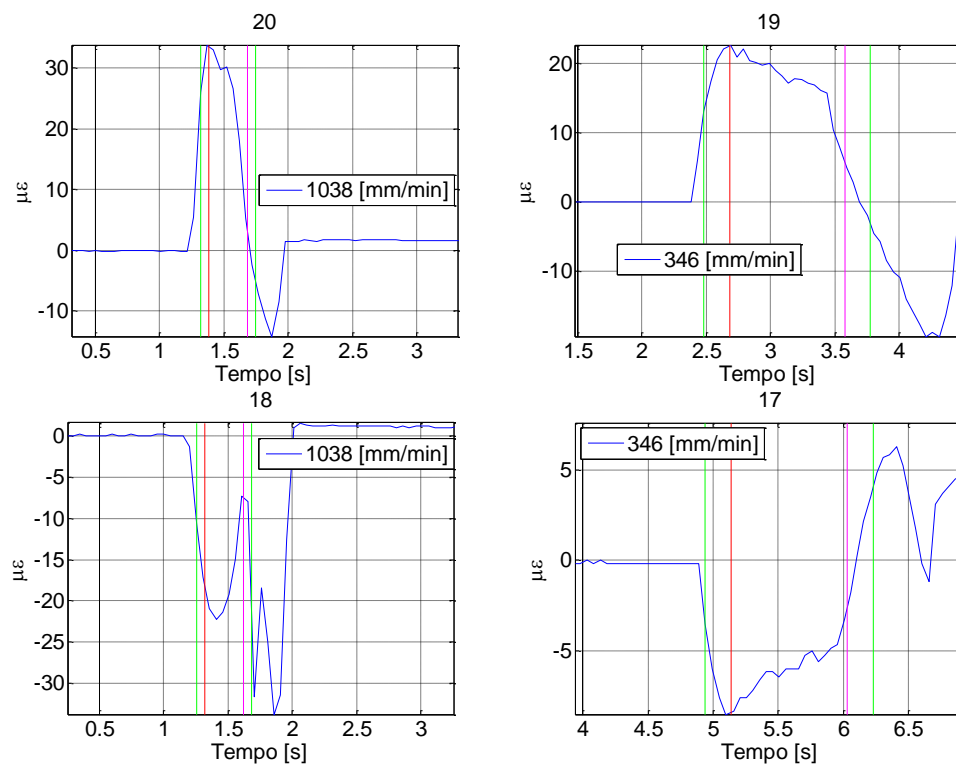 20
30
20
10
0
-10
με
1038 [mm/min]
0.5 1 1.5 2 2.5 3
Tempo [s]
19
20
10
0
-10
με
346 [mm/min]
1.5 2 2.5 3 3.5 4
Tempo [s]
18
0
-5
-10
-15
-20
-25
-30
με
1038 [mm/min]
0.5 1 1.5 2 2.5 3
Tempo [s]
17
5
0
-5
με
346 [mm/min]
4 4.5 5 5.5 6 6.5
Tempo [s]